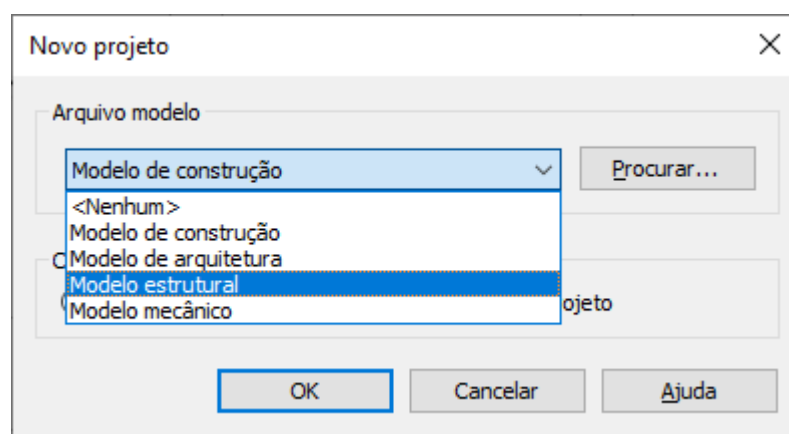 Novo projeto
Arquivo modelo
Modelo de construção
Procurar...
<Nenhum>
Modelo de construção
Modelo de arquitetura
Modelo estrutural
Modelo mecânico
ojeto
OK
Cancelar
Ajuda